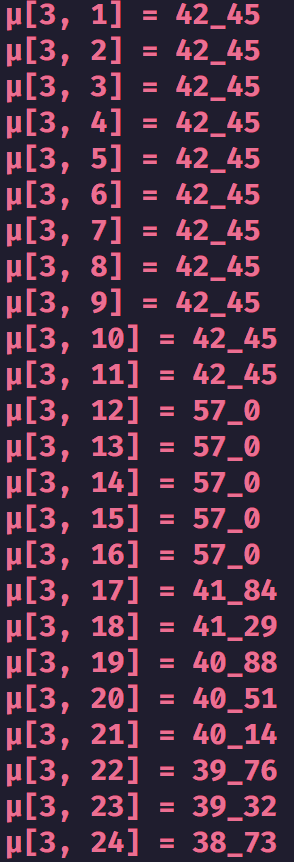 μ[3, 1] = 42_45
μ[3, 2] = 42_45
μ[3, 3] = 42_45
μ[3, 4] = 42_45
μ[3, 5] = 42_45
μ[3, 6] = 42_45
μ[3, 7] = 42_45
μ[3, 8] = 42_45
μ[3, 9] = 42_45
μ[3, 10] = 42_45
μ[3, 11] = 42_45
μ[3, 12] = 57_0
μ[3, 13] = 57_0
μ[3, 14] = 57_0
μ[3, 15] = 57_0
μ[3, 16] = 57_0
μ[3, 17] = 41_84
μ[3, 18] = 41_29
μ[3, 19] = 40_88
μ[3, 20] = 40_51
μ[3, 21] = 40_14
μ[3, 22] = 39_76
μ[3, 23] = 39_32
μ[3, 24] = 38_73